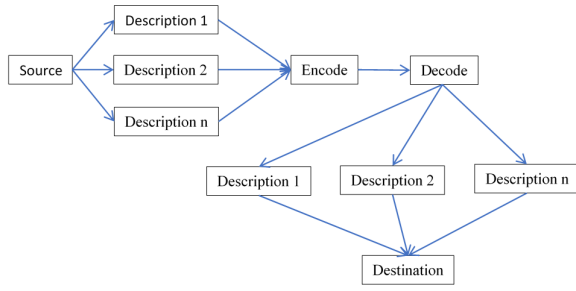 Description 1
Source
Description 2
Encode
Decode
Description n
Description 1
Description 2
Description n
Destination